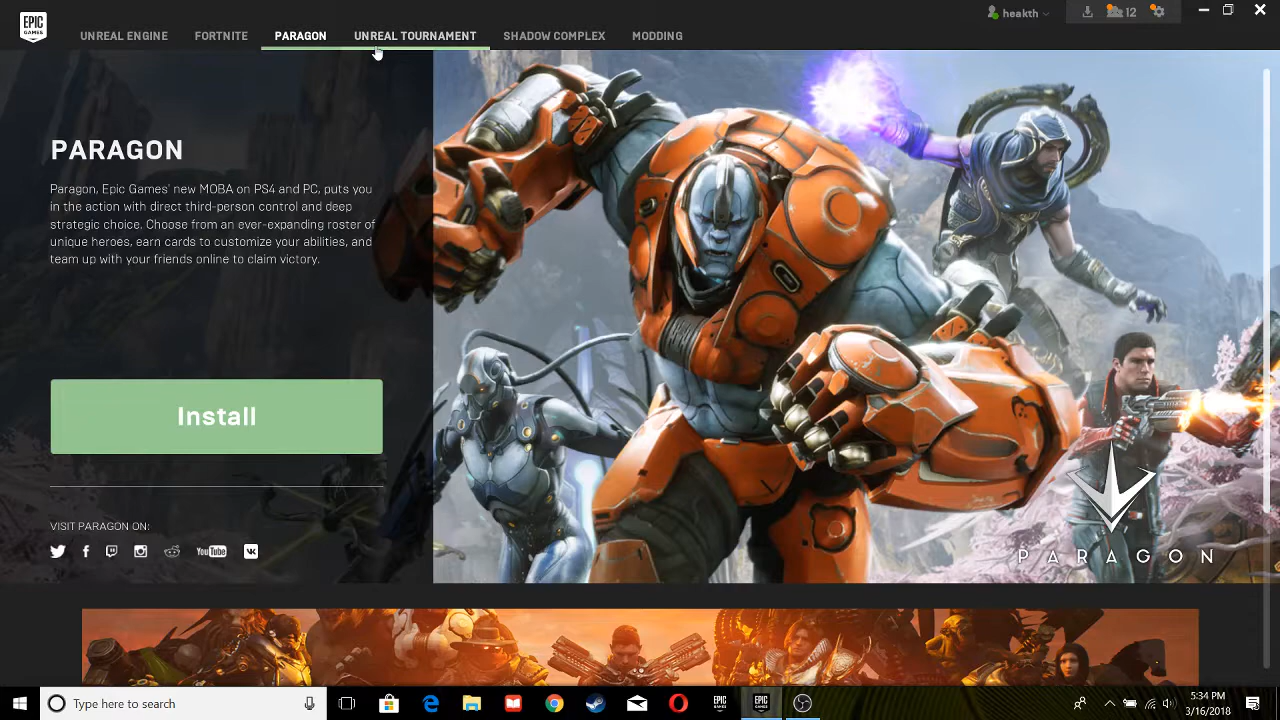 EPIC
GAMES
UNREAL ENGINE
FORTNITE
PARAGON
UNREAL TOURNAMENT
SHADOW COMPLEX
MODDING
heakth
12
PARAGON
Paragon, Epic Games' new MOBA on PS4 and PC, puts you
in the action with direct third-person control and deep
strategic choice. Choose from an ever-expanding roster of
unique heroes, earn cards to customize your abilities, and
team up with your friends online to claim victory.
Install
VISIT PARAGON ON:
You Tube
PARAGON
Type here to search
EPIC
EPIC
5:34 PM
3/16/2018